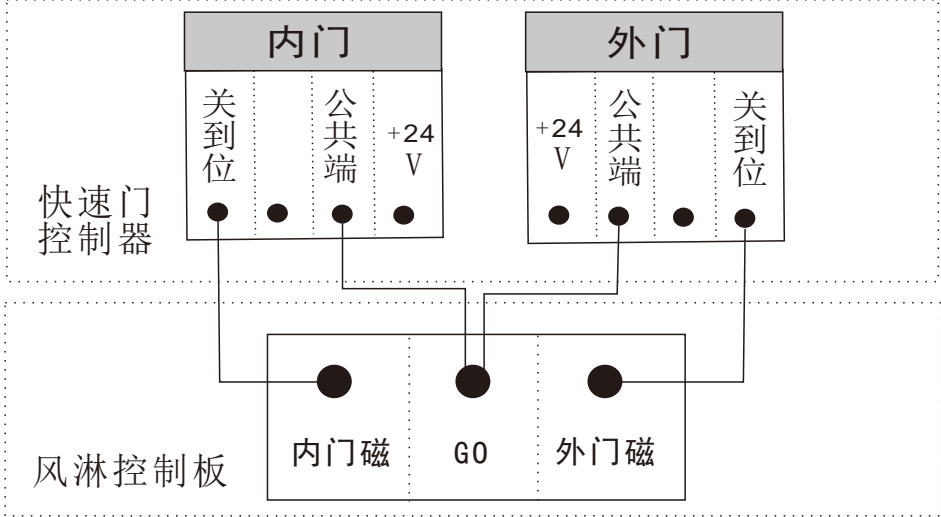 内门
外门
关到位
公共端
+24
V
+24
V
公共端
关到位
快速门
控制器
内门磁
G0
外门磁
风淋控制板